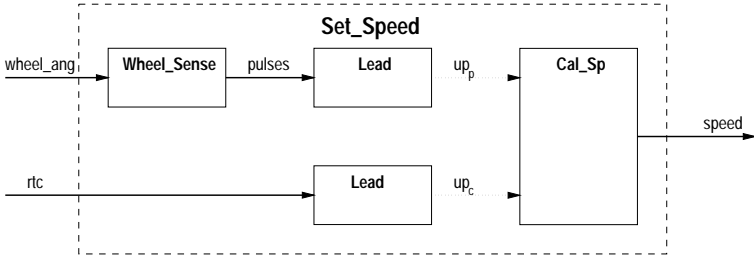 Set_Speed
wheel_ang
Wheel_Sense
pulses
Lead
up_p
Cal_Sp
speed
rtc
Lead
up_c